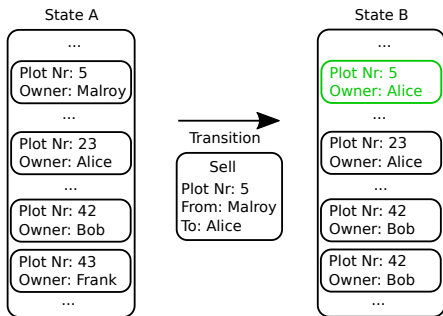 State A
...
Plot Nr: 5
Owner: Malroy
...
Plot Nr: 23
Owner: Alice
...
Plot Nr: 42
Owner: Bob
Plot Nr: 43
Owner: Frank
...
Transition
Sell
Plot Nr: 5
From: Malroy
To: Alice
State B
...
Plot Nr: 5
Owner: Alice
...
Plot Nr: 23
Owner: Alice
...
Plot Nr: 42
Owner: Bob
Plot Nr: 42
Owner: Bob
...